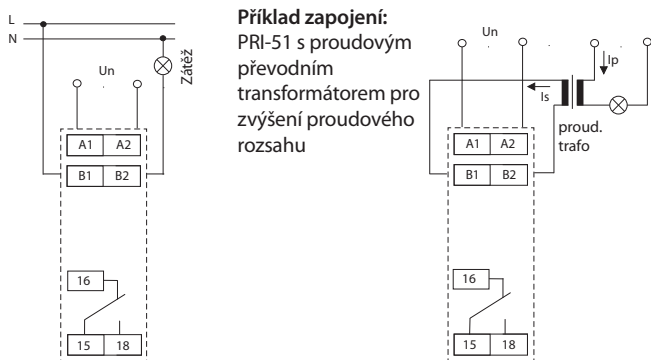 L
N
Un
Zátěž
A1 A2
B1 B2
16
15 18
Příklad zapojení:
PRI-51 s proudovým
převodním
transformátorem pro
zvýšení proudového
rozsahu
Un
Ip
Is
proud.
trafo
A1 A2
B1 B2
16
15 18